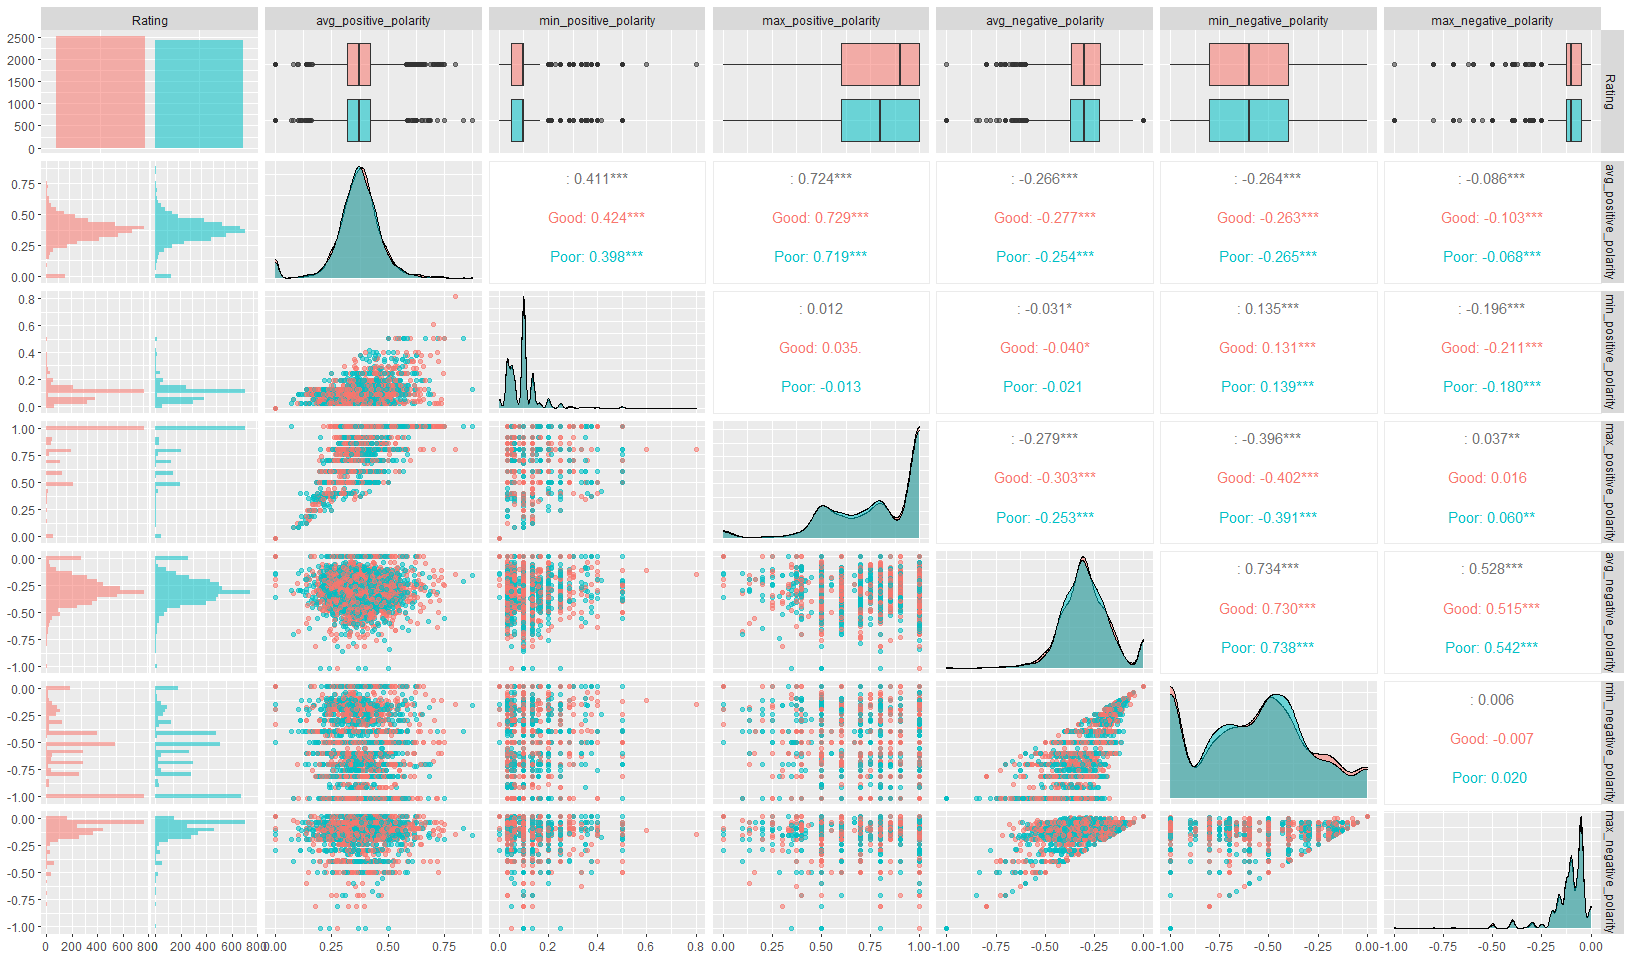 Rating
avg_positive_polarity
min_positive_polarity
max_positive_polarity
avg_negative_polarity
min_negative_polarity
max_negative_polarity
2500
2000
1500
1000
500
0
Rating
0.75
0.50
0.25
0.00
: 0.411***
Good: 0.424***
Poor: 0.398***
: 0.724***
Good: 0.729***
Poor: 0.719***
: -0.266***
Good: -0.277***
Poor: -0.254***
: -0.264***
Good: -0.263***
Poor: -0.265***
: -0.086***
Good: -0.103***
Poor: -0.068***
avg_positive_polarity
0.8
0.6
0.4
0.2
0.0
: 0.012
Good: 0.035.
Poor: -0.013
: -0.031*
Good: -0.040*
Poor: -0.021
: 0.135***
Good: 0.131***
Poor: 0.139***
: -0.196***
Good: -0.211***
Poor: -0.180***
min_positive_polarity
1.00
0.75
0.50
0.25
0.00
: -0.279***
Good: -0.303***
Poor: -0.253***
: -0.396***
Good: -0.402***
Poor: -0.391***
: 0.037**
Good: 0.016
Poor: 0.060**
max_positive_polarity
0.00
-0.25
-0.50
-0.75
-1.00
: 0.734***
Good: 0.730***
Poor: 0.738***
: 0.528***
Good: 0.515***
Poor: 0.542***
avg_negative_polarity
0.00
-0.25
-0.50
-0.75
-1.00
: 0.006
Good: -0.007
Poor: 0.020
min_negative_polarity
0.00
-0.25
-0.50
-0.75
-1.00
max_negative_polarity
0 200 400 600 800
200 400 600 800
0.00 0.25 0.50 0.75
0.0 0.2 0.4 0.6 0.8
0.00 0.25 0.50 0.75 1.00
-1.00 -0.75 -0.50 -0.25 0.00
-1.00 -0.75 -0.50 -0.25 0.00
-1.00 -0.75 -0.50 -0.25 0.00